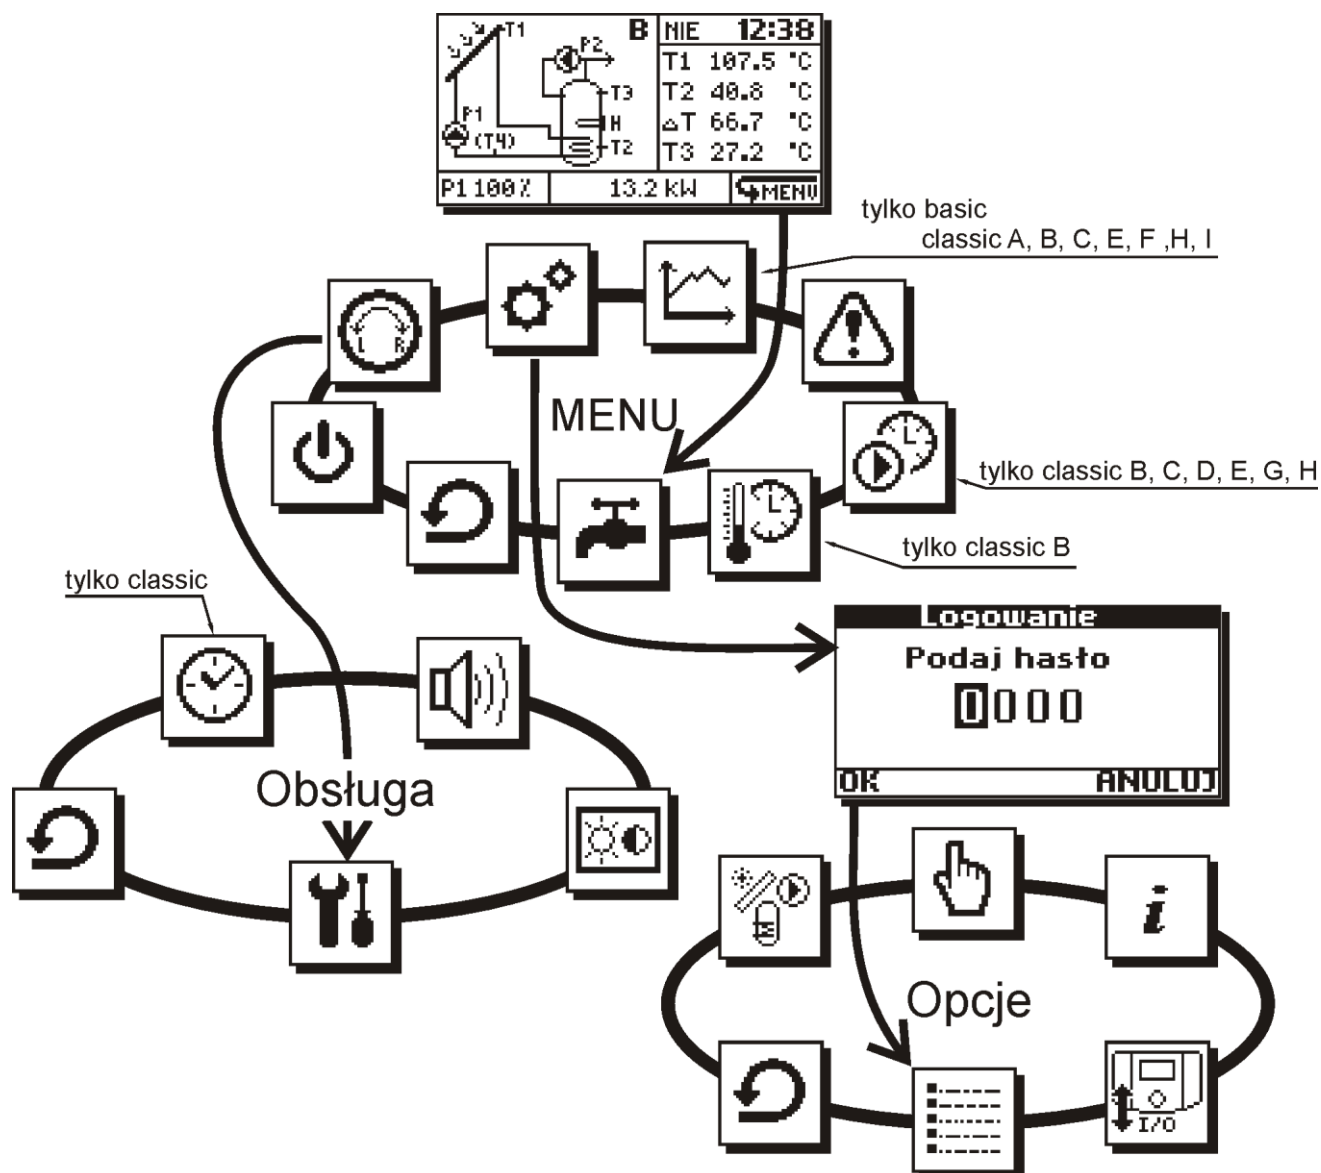 T1
B
NIE 12:38
P2
T1 107.5 °C
T3
T2 40.8 °C
P1
H
△T 66.7 °C
(T4)
T2
T3 27.2 °C
P1 100% 13.2 kW MENU
tylko basic
classic A, B, C, E, F ,H, I
L R
MENU
L
tylko classic B, C, D, E, G, H
L
tylko classic B
tylko classic
Logowanie
Podaj hasło
0000
OK ANULUJ
Obsługa
i
Opcje
I/O